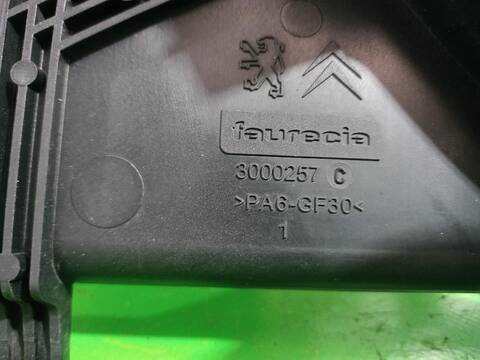 faurecia
3000257 C
>PA6-GF30<
1